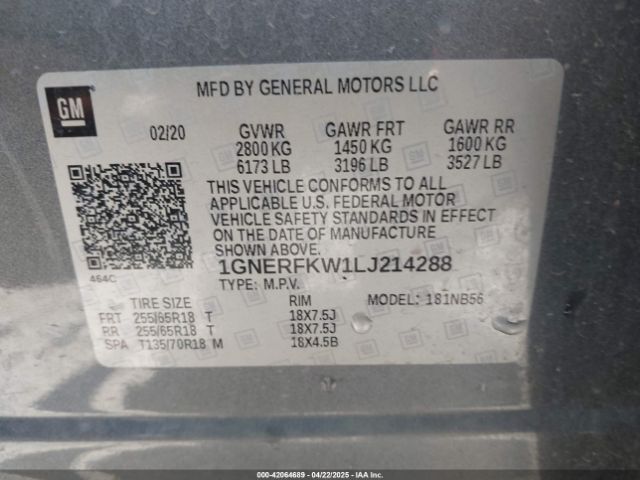 GM
MFD BY GENERAL MOTORS LLC
02/20 GVWR GAWR FRT GAWR RR
2800 KG 1450 KG 1600 KG
6173 LB 3196 LB 3527 LB
THIS VEHICLE CONFORMS TO ALL
APPLICABLE U.S. FEDERAL MOTOR
VEHICLE SAFETY STANDARDS IN EFFECT
ON THE DATE OF MANUFACTURE
SHOWN ABOVE.
464C
1GNERFKW1LJ214288
TYPE: M.P.V. MODEL: 181NB56
TIRE SIZE RIM
FRT 255/65R18 T 18X7.5J
RR 255/65R18 T 18X7.5J
SPA T135/70R18 M 18X4.5B
000-42064689 | 04/22/2025 | IAAI.COM